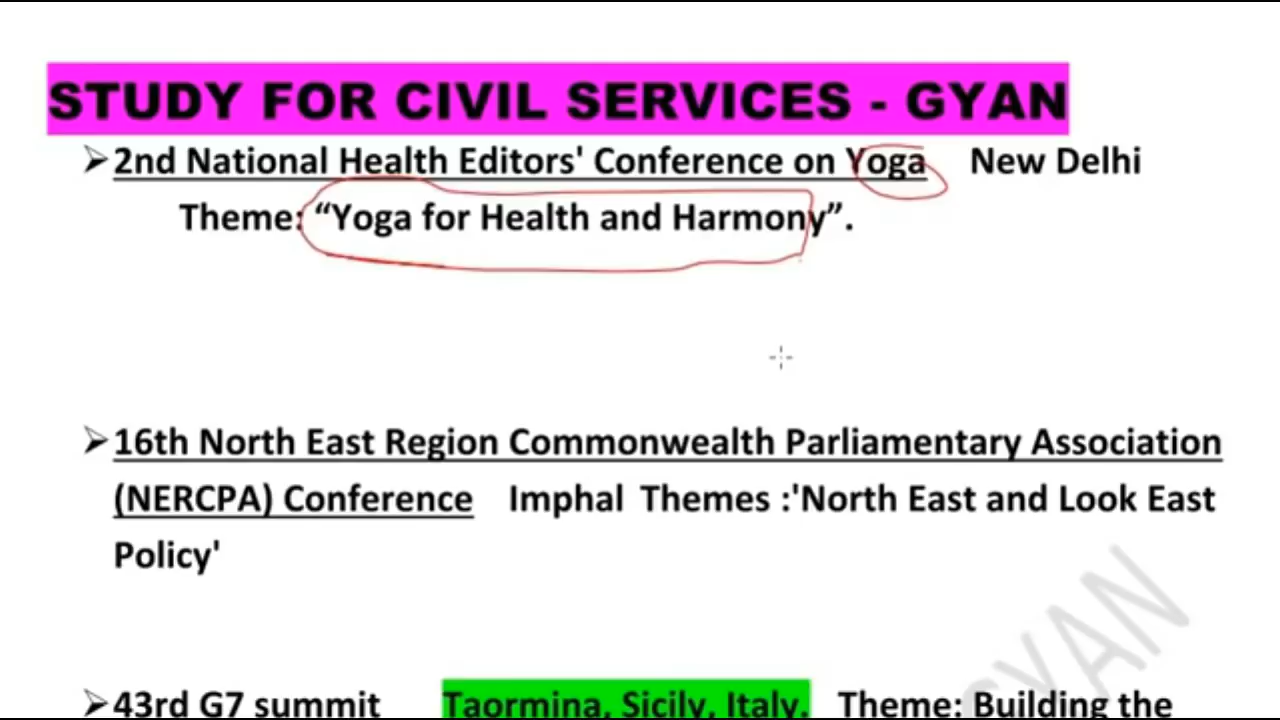 STUDY FOR CIVIL SERVICES - GYAN
➢ 2nd National Health Editors' Conference on Yoga New Delhi
Theme: “Yoga for Health and Harmony”.
➢ 16th North East Region Commonwealth Parliamentary Association
(NERCPA) Conference Imphal Themes :'North East and Look East
Policy'
GYAN
➢ 43rd G7 summit Taormina, Sicily, Italy. Theme: Building the